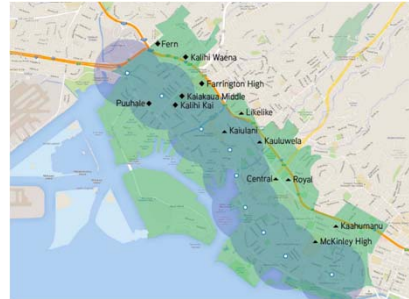 Fern
Kalihi Waena
Farrington High
Kalakaua Middle
Puuhale
Kalihi Kai
Likelike
Kaiulani
Kauluwela
Central
Royal
Kaahumanu
McKinley High